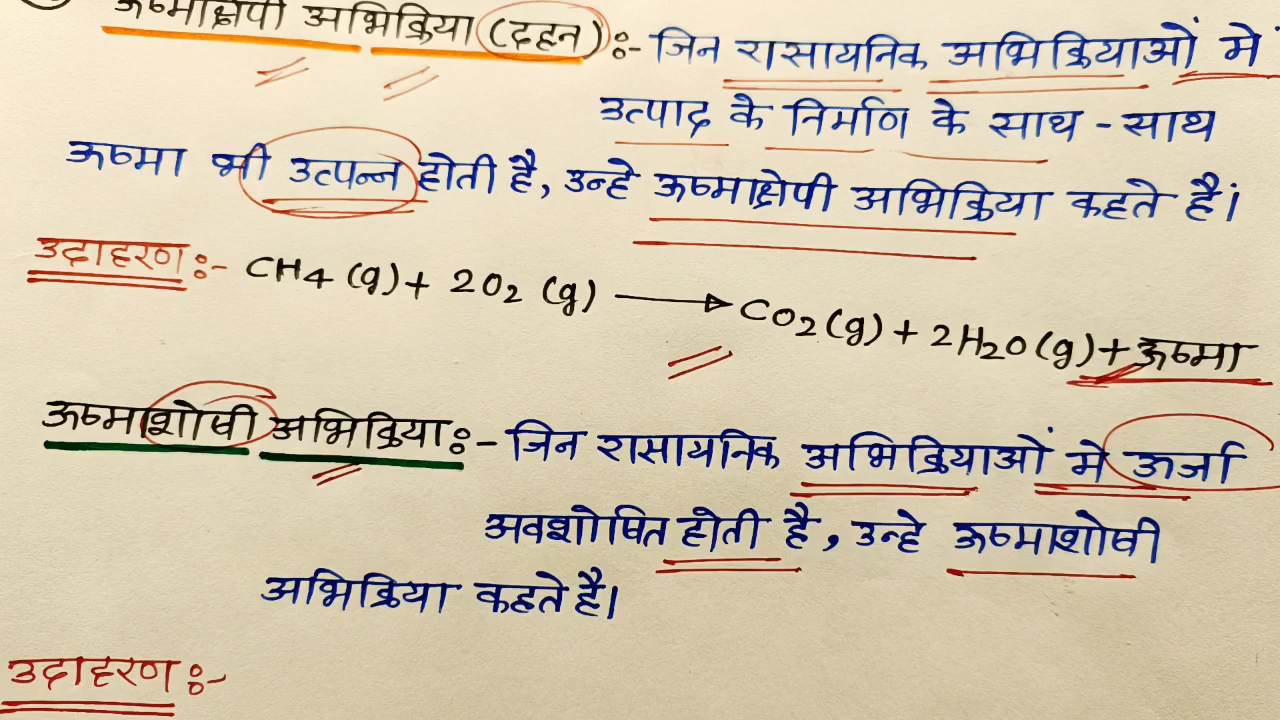 ऊष्माक्षेपी अभिक्रिया (दहन) :- जिन रासायनिक अभिक्रियाओं मे
उत्पाद के निर्माण के साथ - साथ
ऊष्मा भी उत्पन्न होती है, उन्हे ऊष्माक्षेपी अभिक्रिया कहते हैं।
उदाहरण :- CH4 (g) + 2O2 (g) ⟶ CO2 (g) + 2H2O (g) + ऊष्मा
ऊष्माशोषी अभिक्रिया :- जिन रासायनिक अभिक्रियाओं मे ऊर्जा
अवशोषित होती है, उन्हे ऊष्माशोषी
अभिक्रिया कहते है।
उदाहरण :-